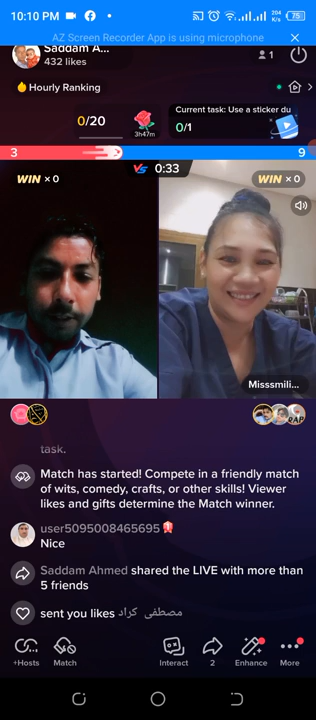 10:10 PM
204 K/s
75
AZ Screen Recorder App is using microphone
Saddam A...
432 likes
1
Hourly Ranking
0/20
3h47m
Current task: Use a sticker du
0/1
3
9
WIN × 0
VS 0:33
WIN × 0
Misssmili...
task.
Match has started! Compete in a friendly match
of wits, comedy, crafts, or other skills! Viewer
likes and gifts determine the Match winner.
user5095008465695
Nice
Saddam Ahmed shared the LIVE with more than
5 friends
sent you likes مصطفى كراد
+Hosts
Match
Interact
2
Enhance
More